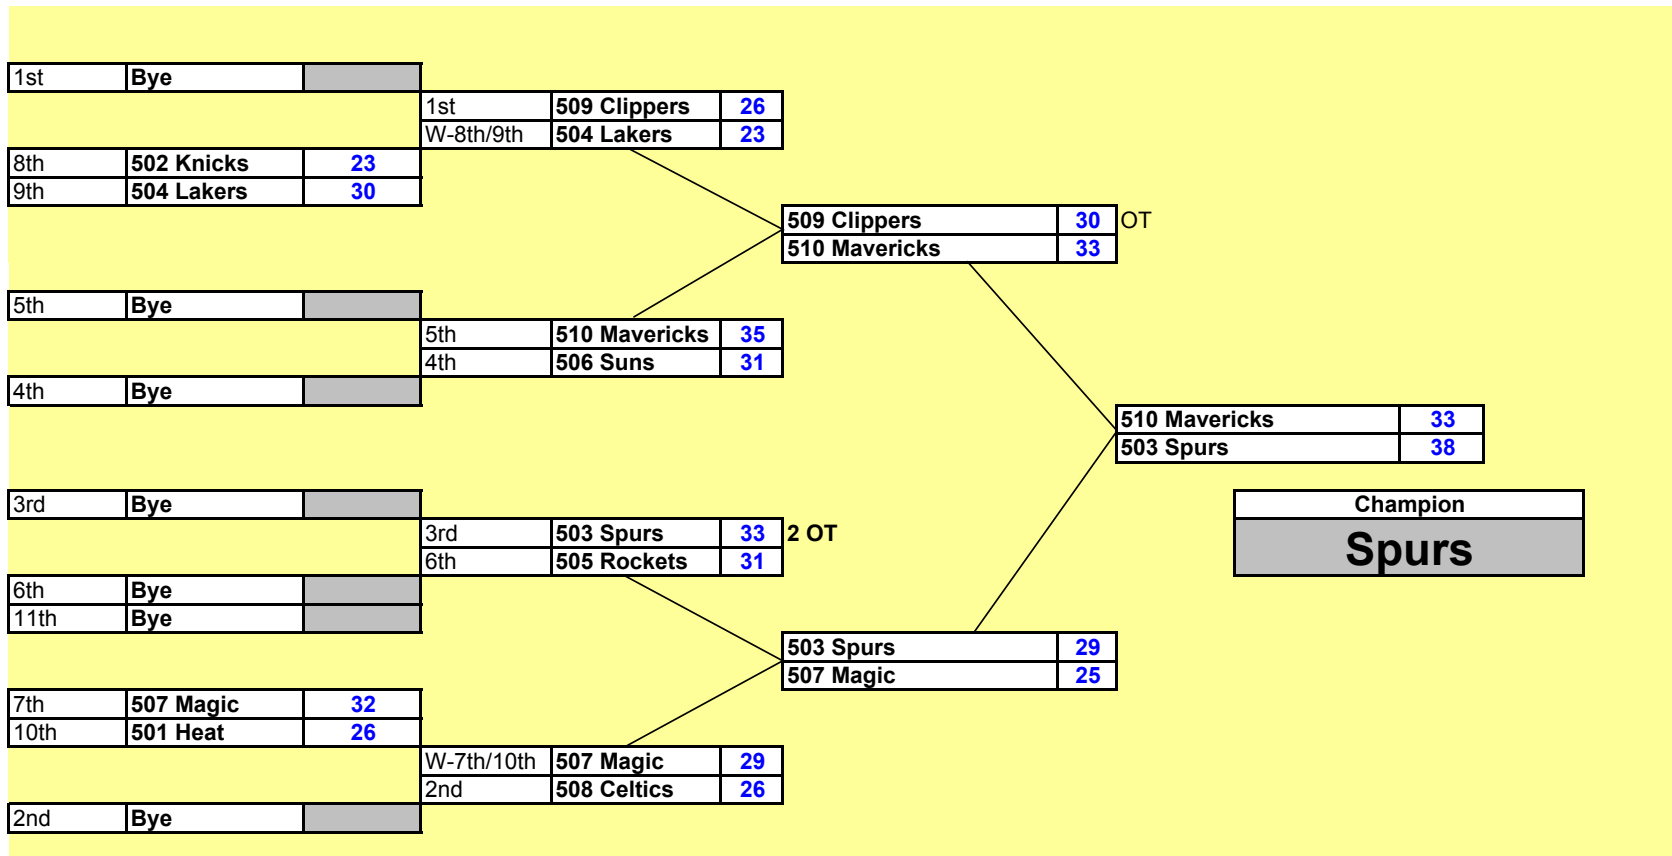 1st Bye
1st 509 Clippers 26
W-8th/9th 504 Lakers 23
8th 502 Knicks 23
9th 504 Lakers 30
509 Clippers 30 OT
510 Mavericks 33
5th Bye
5th 510 Mavericks 35
4th 506 Suns 31
4th Bye
510 Mavericks 33
503 Spurs 38
3rd Bye
Champion
3rd 503 Spurs 33 2 OT
Spurs
6th 505 Rockets 31
6th Bye
11th Bye
503 Spurs 29
507 Magic 25
7th 507 Magic 32
10th 501 Heat 26
W-7th/10th 507 Magic 29
2nd 508 Celtics 26
2nd Bye